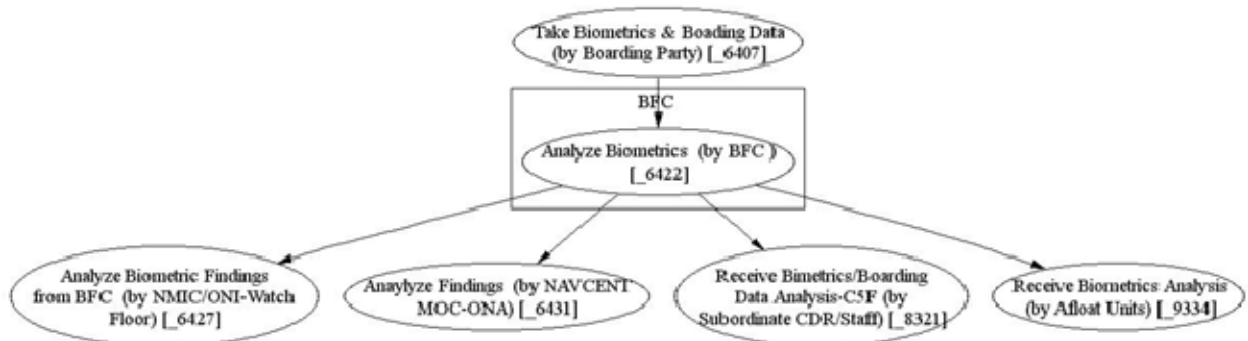 Take Biometrics & Boading Data
(by Boarding Party) [_6407]
BFC
Analyze Biometrics (by BFC )
[_6422]
Analyze Biometric Findings
from BFC (by NMIC/ONI-Watch
Floor) [_6427]
Anaylyze Findings (by NAVCENT
MOC-ONA) [_6431]
Receive Bimetrics/Boarding
Data Analysis-C5F (by
Subordinate CDR/Staff) [_8321]
Receive Biometrics Analysis
(by Afloat Units) [_9334]